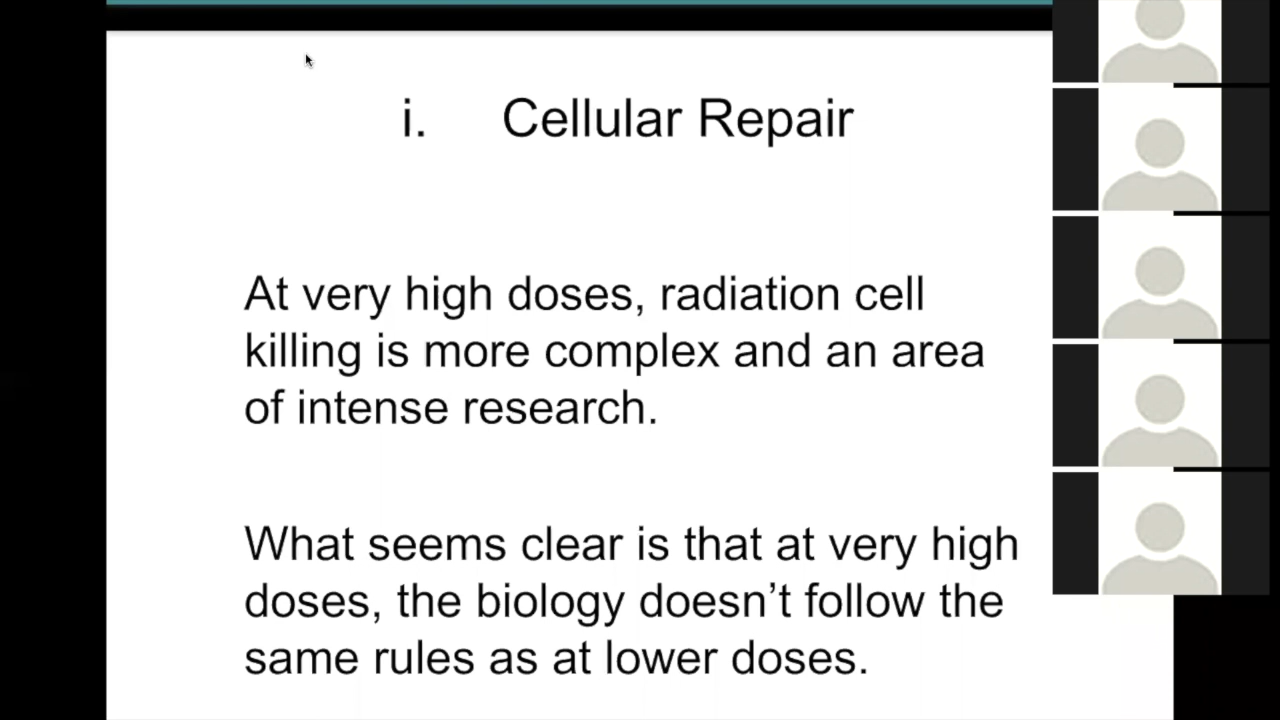 i. Cellular Repair
At very high doses, radiation cell
killing is more complex and an area
of intense research.
What seems clear is that at very high
doses, the biology doesn’t follow the
same rules as at lower doses.